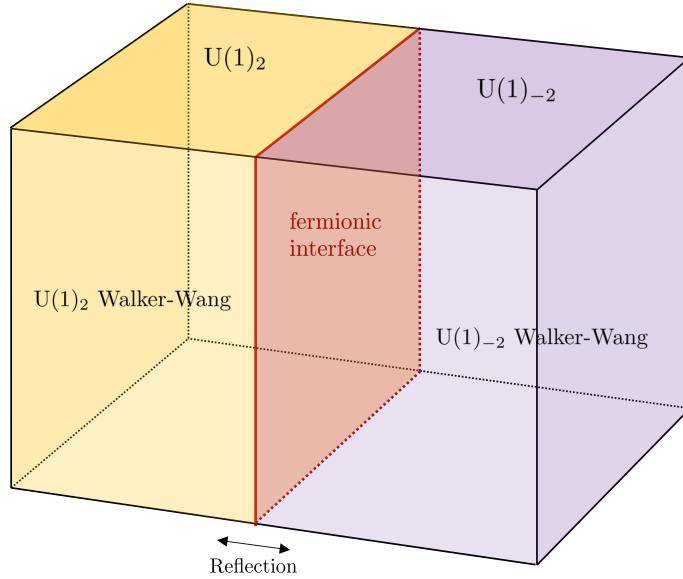 U(1)₂
U(1)₋₂
fermionic
interface
U(1)₂ Walker-Wang
U(1)₋₂ Walker-Wang
Reflection